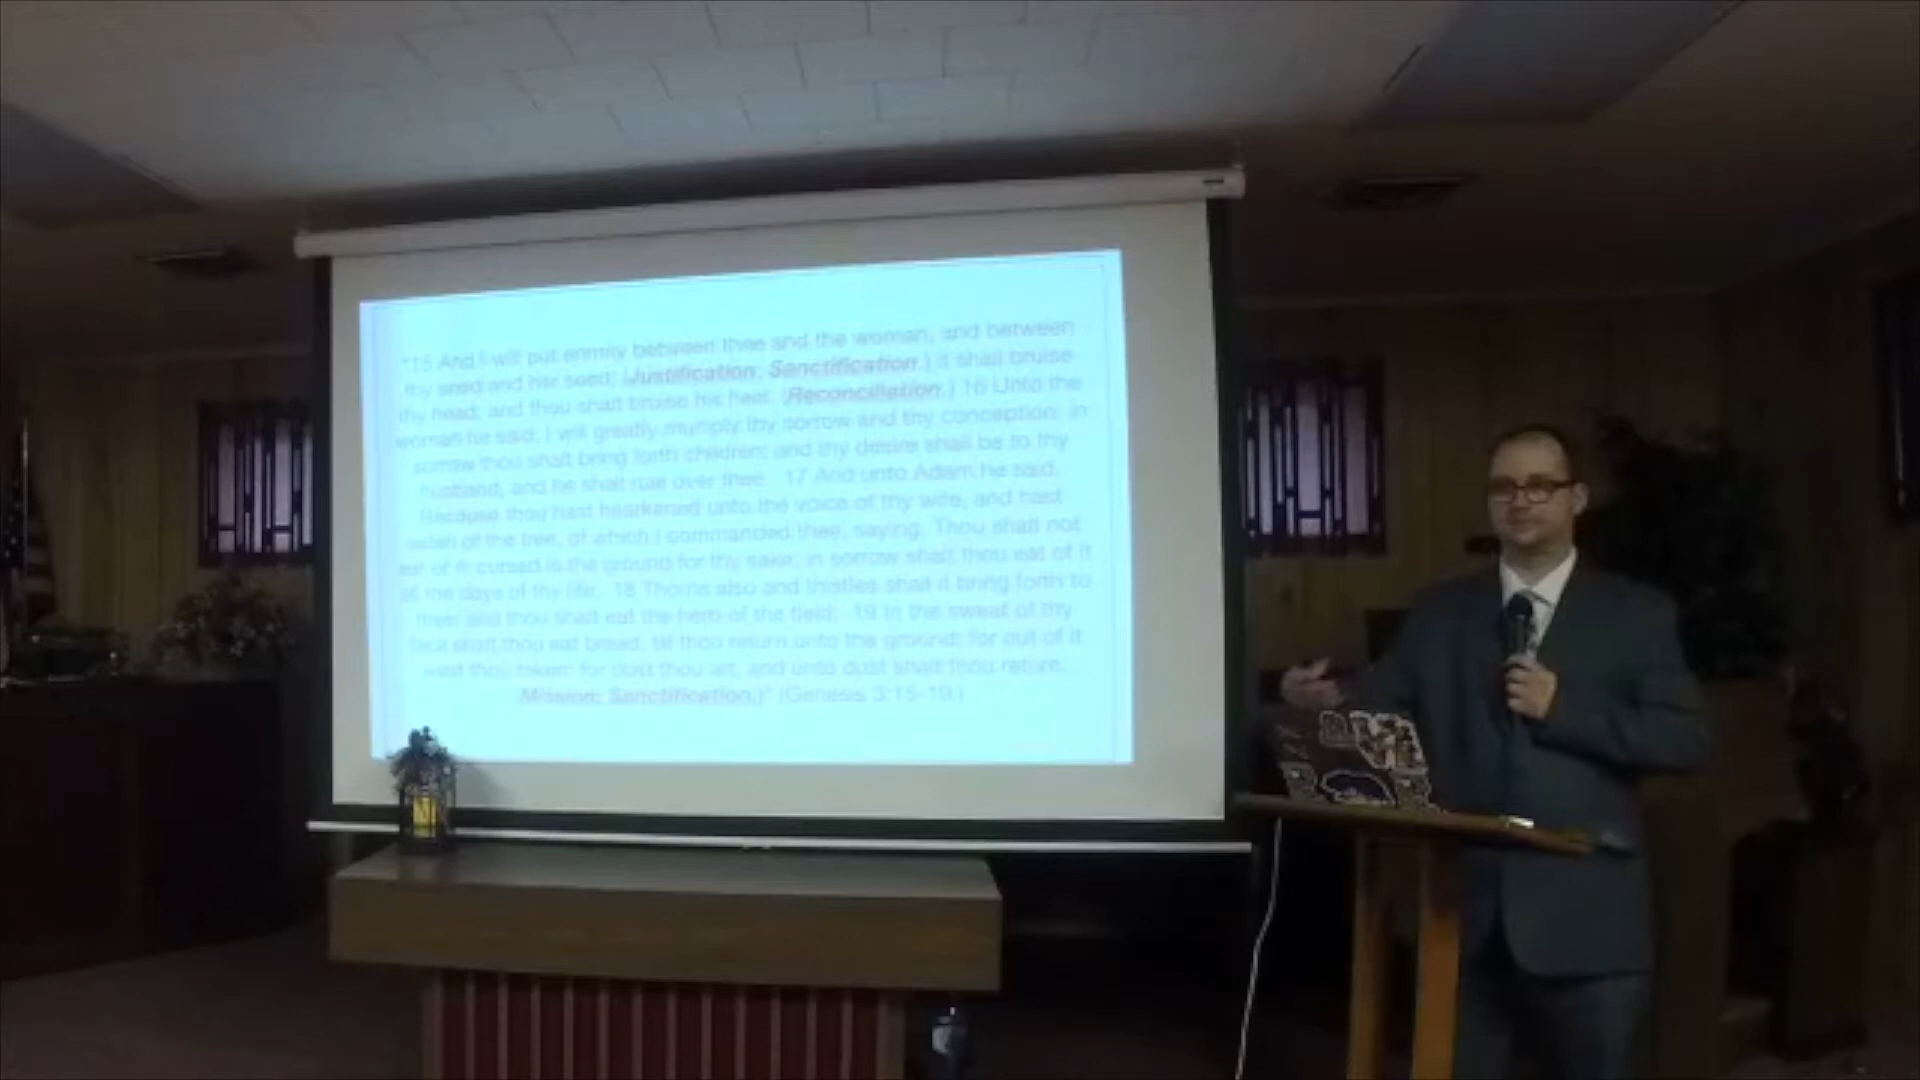 "15 And I will put enmity between thee and the woman, and between
thy seed and her seed; (Justification; Sanctification.) it shall bruise
thy head, and thou shalt bruise his heel. (Reconciliation.) 16 Unto the
woman he said, I will greatly multiply thy sorrow and thy conception; in
sorrow thou shalt bring forth children; and thy desire shall be to thy
husband, and he shall rule over thee. 17 And unto Adam he said,
Because thou hast hearkened unto the voice of thy wife, and hast
eaten of the tree, of which I commanded thee, saying, Thou shalt not
eat of it: cursed is the ground for thy sake; in sorrow shalt thou eat of it
all the days of thy life. 18 Thorns also and thistles shall it bring forth to
thee; and thou shalt eat the herb of the field; 19 In the sweat of thy
face shalt thou eat bread, till thou return unto the ground; for out of it
wast thou taken: for dust thou art, and unto dust shalt thou return.
Mission; Sanctification.)" (Genesis 3:15-19.)